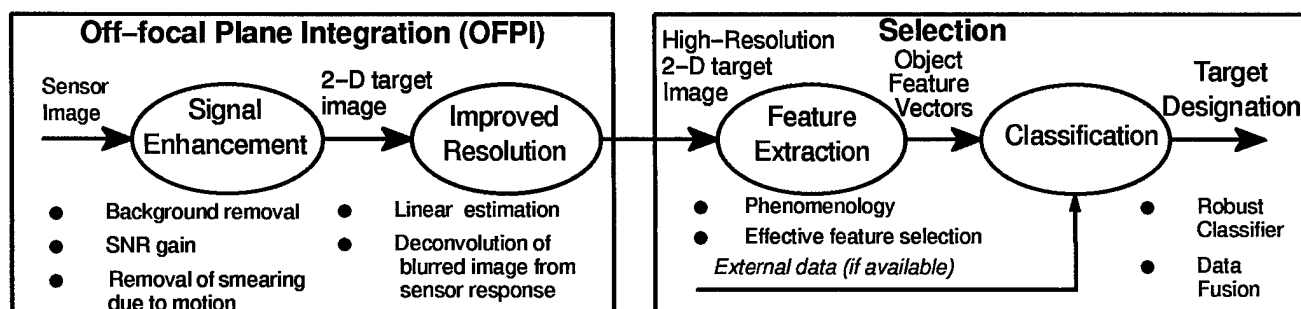 Off–focal Plane Integration (OFPI)
Sensor
Image
Signal
Enhancement
2–D target
image
Improved
Resolution
● Background removal
● SNR gain
● Removal of smearing
due to motion
● Linear estimation
● Deconvolution of
blurred image from
sensor response
Selection
High–Resolution
2–D target
Image
Feature
Extraction
Object
Feature
Vectors
Classification
Target
Designation
● Phenomenology
● Effective feature selection
External data (if available)
● Robust
Classifier
● Data
Fusion